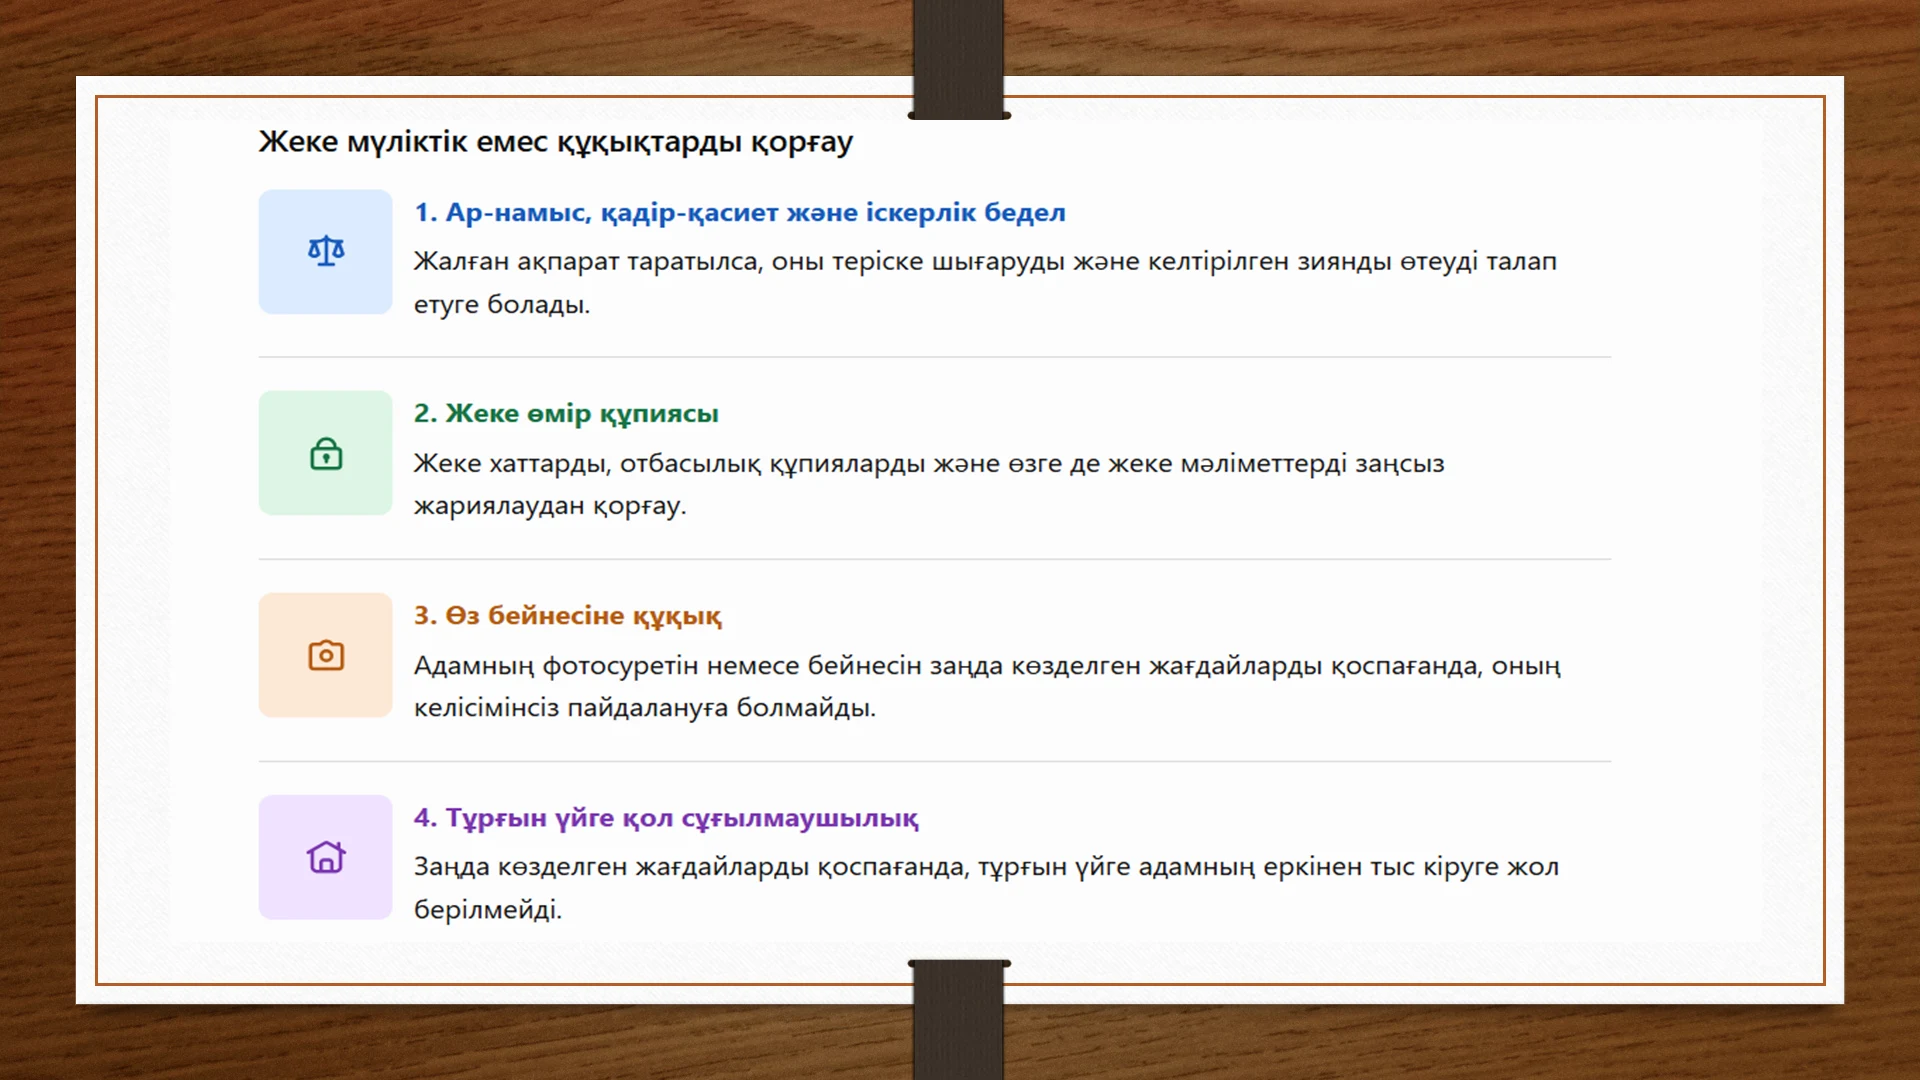 Жеке мүліктік емес құқықтарды қорғау
1. Ар-намыс, қадір-қасиет және іскерлік бедел
Жалған ақпарат таратылса, оны теріске шығаруды және келтірілген зиянды өтеуді талап
етуге болады.
2. Жеке өмір құпиясы
Жеке хаттарды, отбасылық құпияларды және өзге де жеке мәліметтерді заңсыз
жариялаудан қорғау.
3. Өз бейнесіне құқық
Адамның фотосуретін немесе бейнесін заңда көзделген жағдайларды қоспағанда, оның
келісімінсіз пайдалануға болмайды.
4. Тұрғын үйге қол сұғылмаушылық
Заңда көзделген жағдайларды қоспағанда, тұрғын үйге адамның еркінен тыс кіруге жол
берілмейді.